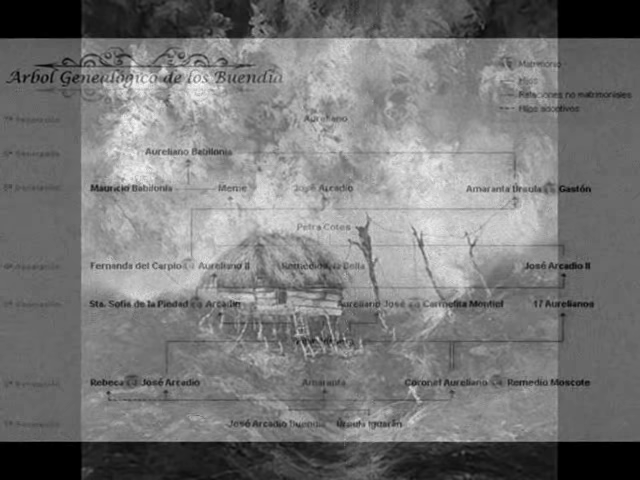 Árbol Genealógico de los Buendía
Matrimonio
Hijos
Relaciones no matrimoniales
Hijos adoptivos
Aureliano
Aureliano Babilonia
Mauricio Babilonia Meme José Arcadio Amaranta Úrsula Gastón
Petra Cotes
Fernanda del Carpio Aureliano II Remedios, la Bella José Arcadio II
Sta. Sofía de la Piedad Arcadio Aureliano José Carmelita Montiel 17 Aurelianos
Rebeca José Arcadio Amaranta Coronel Aureliano Remedio Moscote
José Arcadio Buendía Úrsula Iguarán